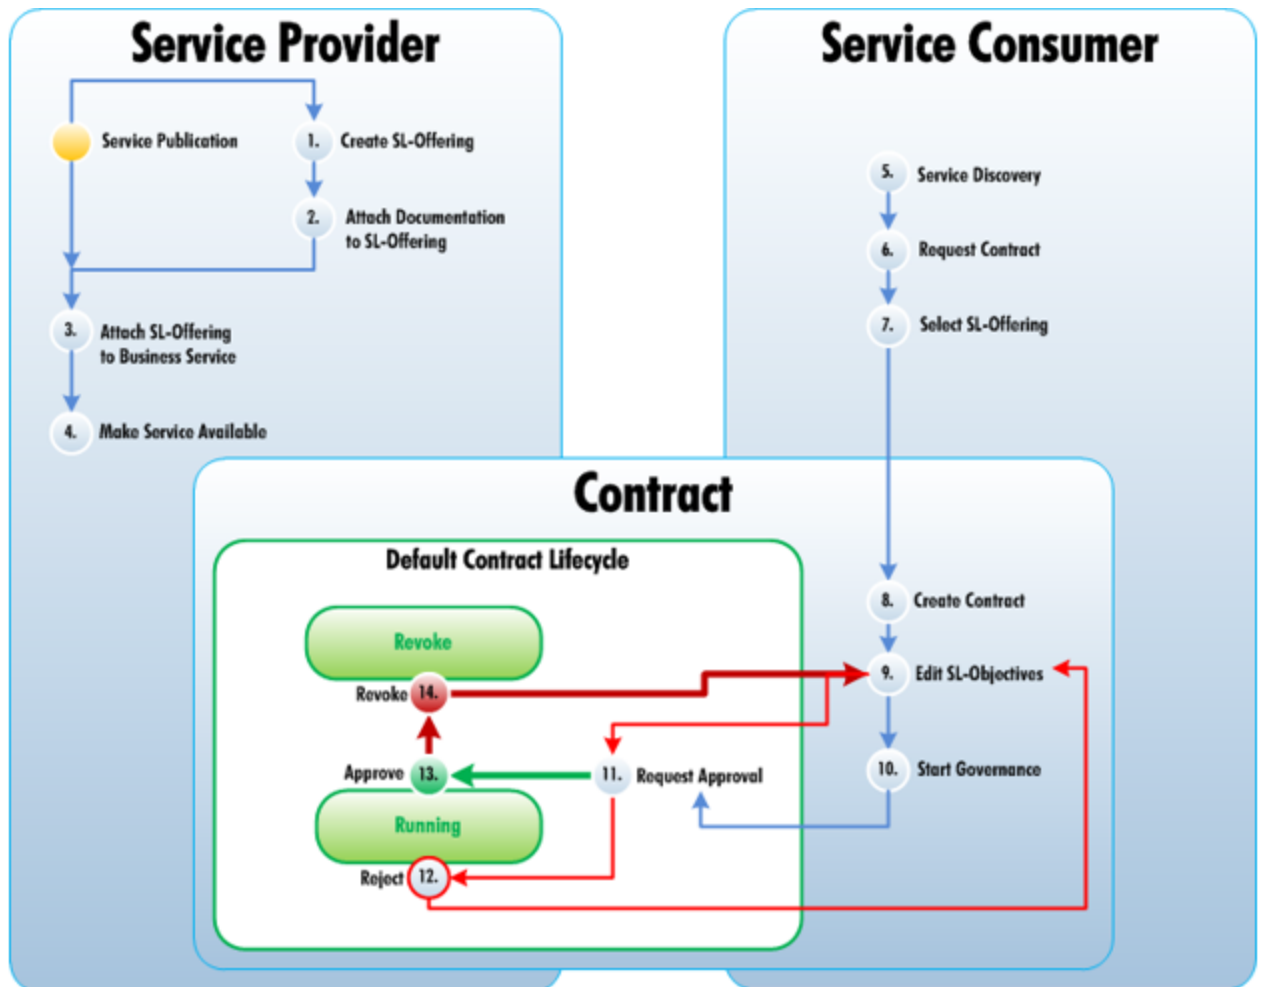 Service Provider
Service Publication
1. Create SL-Offering
2. Attach Documentation
to SL-Offering
3. Attach SL-Offering
to Business Service
4. Make Service Available
Service Consumer
5. Service Discovery
6. Request Contract
7. Select SL-Offering
Contract
8. Create Contract
9. Edit SL-Objectives
10. Start Governance
Default Contract Lifecycle
Revoke
Revoke 14.
Approve 13.
11. Request Approval
Running
Reject 12.